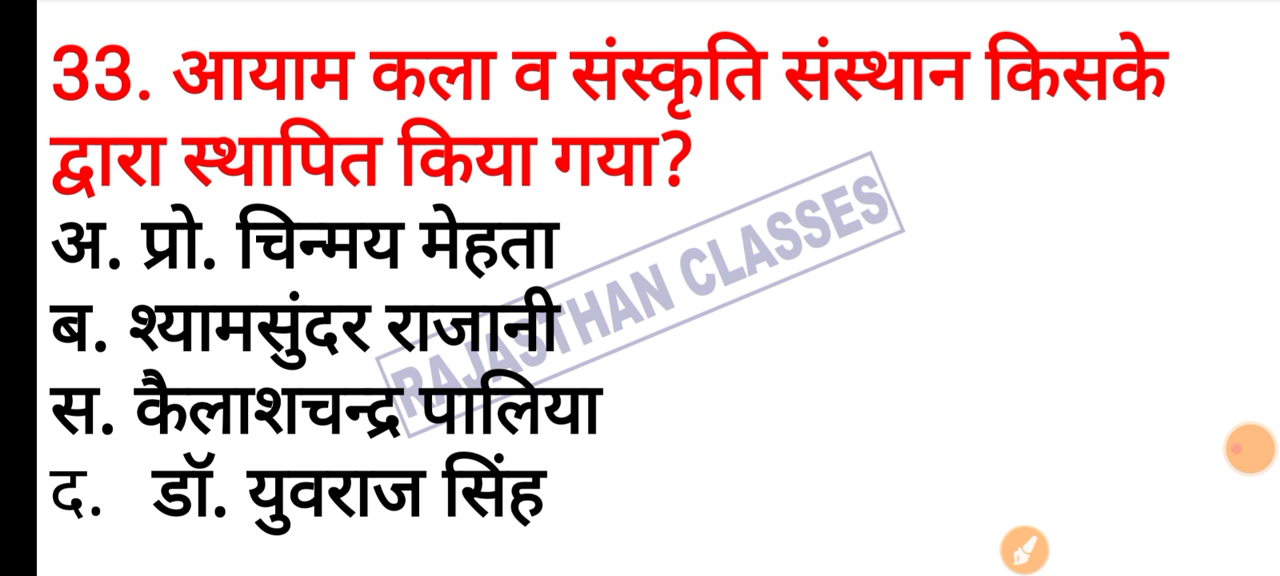 33. आयाम कला व संस्कृति संस्थान किसके
द्वारा स्थापित किया गया?
अ. प्रो. चिन्मय मेहता
ब. श्यामसुंदर राजानी
स. कैलाशचन्द्र पालिया
द. डॉ. युवराज सिंह
RAJASTHAN CLASSES